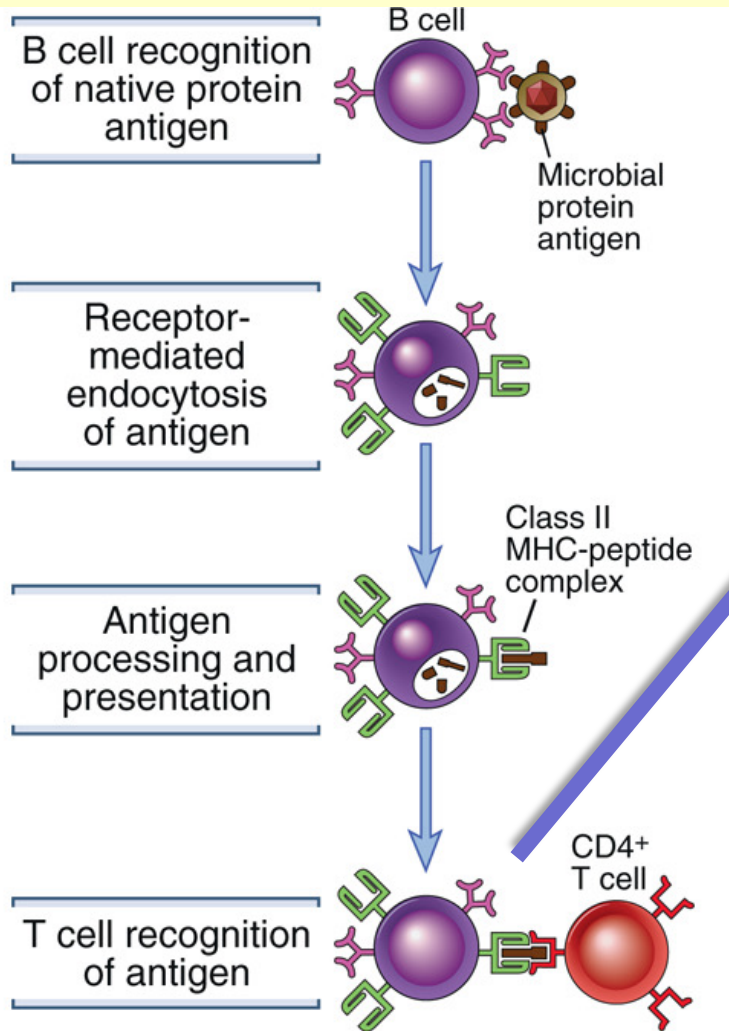 B cell
B cell recognition
of native protein
antigen
Microbial
protein
antigen
Receptor-
mediated
endocytosis
of antigen
Class II
MHC-peptide
complex
Antigen
processing and
presentation
CD4⁺
T cell
T cell recognition
of antigen